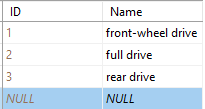 ID Name
1 front-wheel drive
2 full drive
3 rear drive
NULL NULL